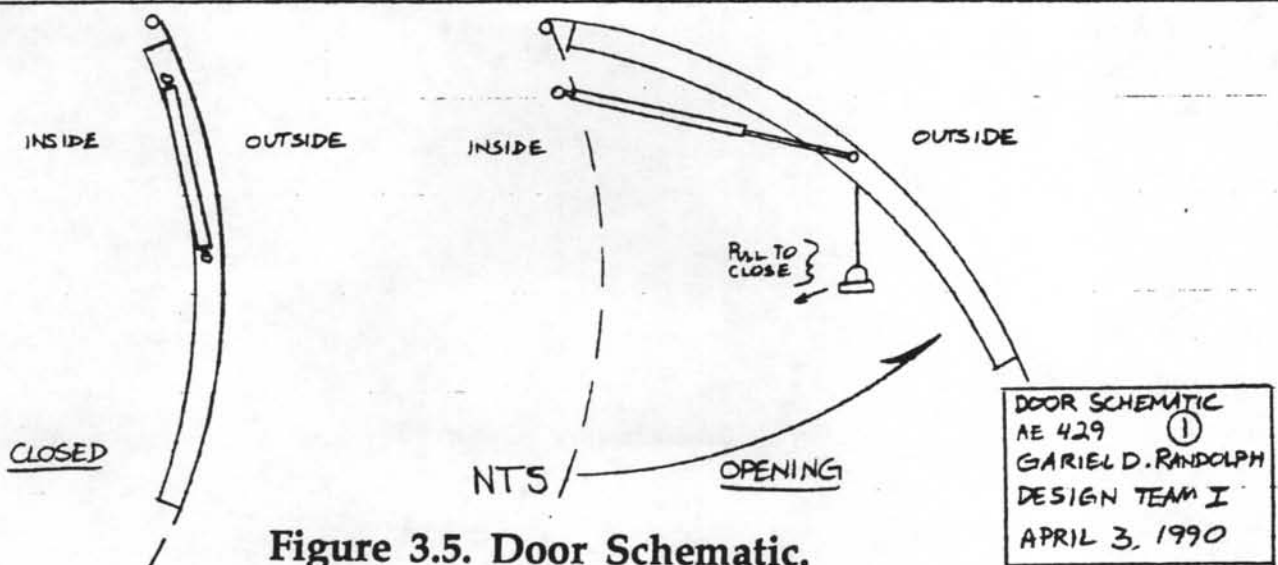 INSIDE
OUTSIDE
CLOSED
INSIDE
OUTSIDE
PULL TO
CLOSE
NTS
OPENING
DOOR SCHEMATIC
AE 429 1
GARIEL D. RANDOLPH
DESIGN TEAM I
APRIL 3, 1990
Figure 3.5. Door Schematic.